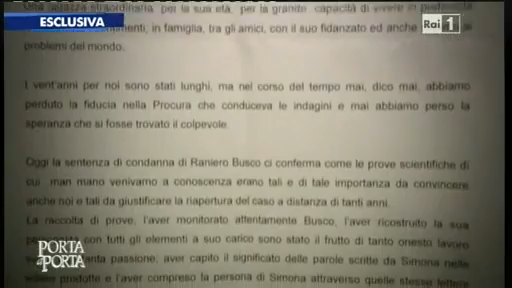 ESCLUSIVA
Rai 1
Una ragazza straordinaria per la sua età, per la grande capacità di vivere in
in famiglia, tra gli amici, con il suo fidanzato ed anche
problemi del mondo.
I vent'anni per noi sono stati lunghi, ma nel corso del tempo mai, dico mai, abbiamo
perduto la fiducia nella Procura che conduceva le indagini e mai abbiamo perso la
speranza che si fosse trovato il colpevole.
Oggi la sentenza di condanna di Raniero Busco ci conferma come le prove scientifiche di
cui man mano venivamo a conoscenza erano tali e di tale importanza da convincere
anche noi e tali da giustificare la riapertura del caso a distanza di tanti anni.
La raccolta di prove, l'aver monitorato attentamente Busco, l'aver ricostruito la sua
con tutti gli elementi a suo carico sono stato il frutto di tanto onesto lavoro
tanta passione, aver capito il significato delle parole scritte da Simona nelle
prodotte e l'aver compreso la persona di Simona attraverso quelle stesse lettere
PORTA
a
PORTA